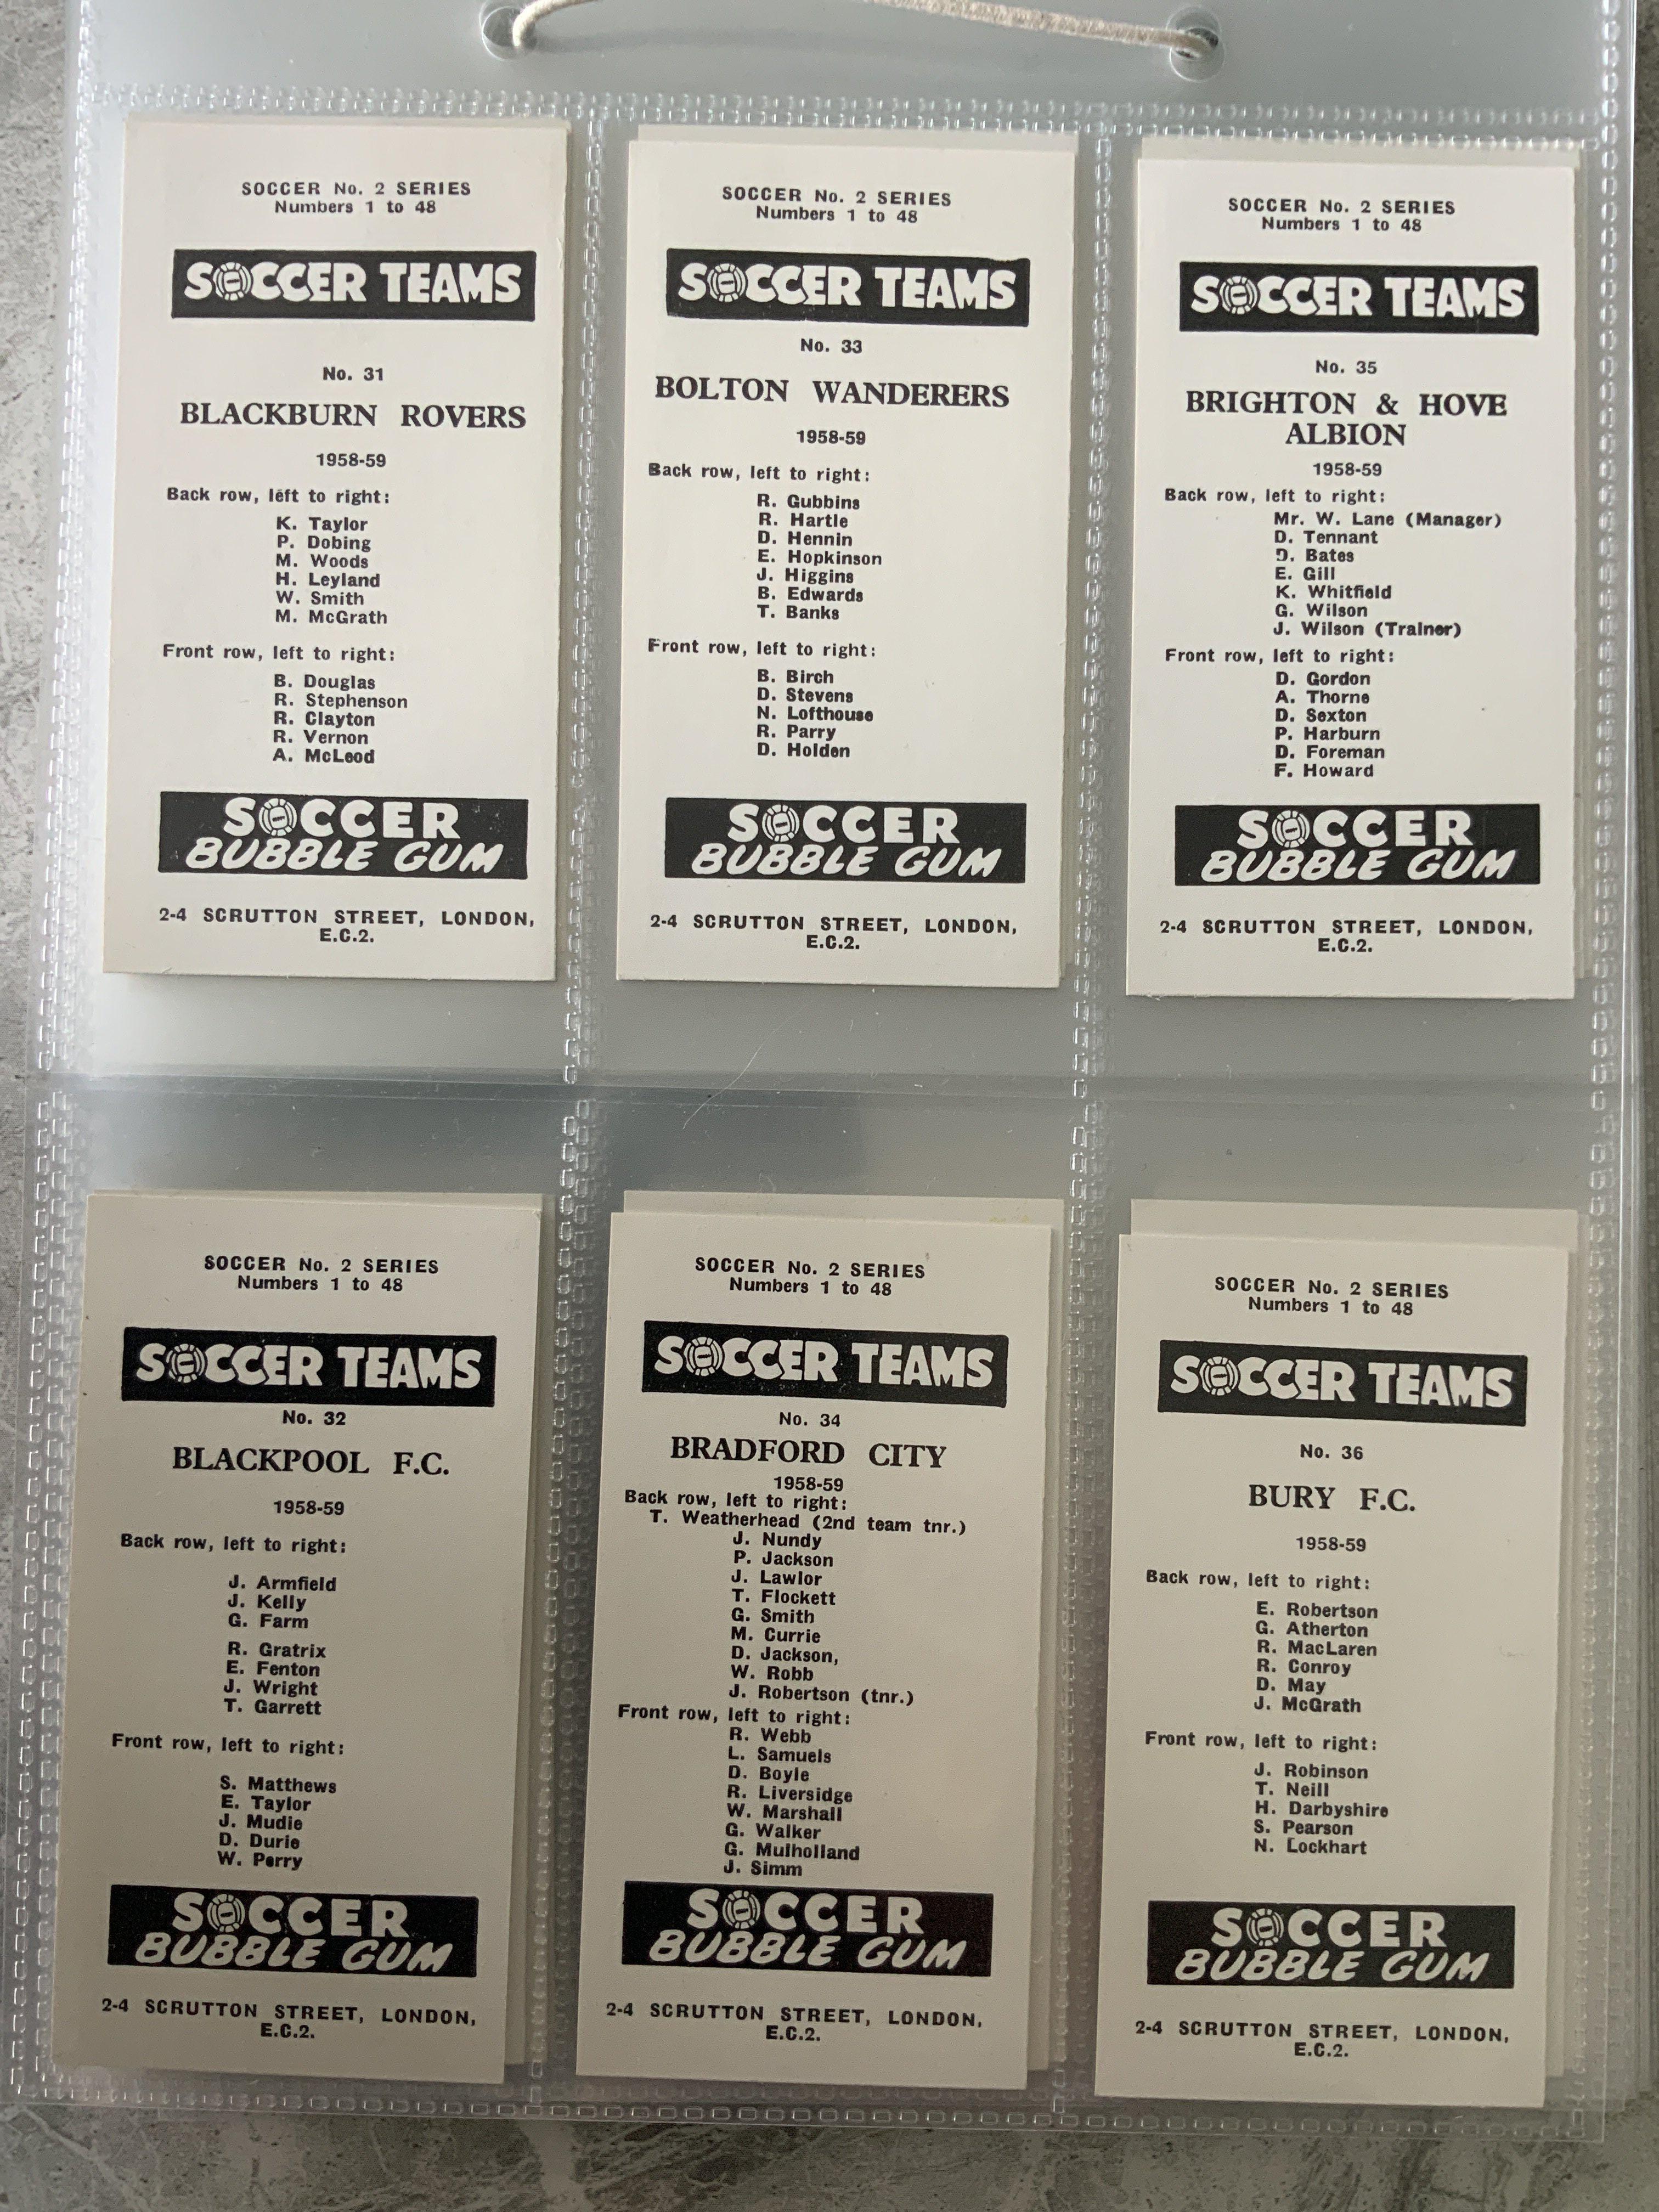 SOCCER No. 2 SERIES
Numbers 1 to 48
SOCCER TEAMS
No. 31
BLACKBURN ROVERS
1958-59
Back row, left to right:
K. Taylor
P. Dobing
M. Woods
H. Leyland
W. Smith
M. McGrath
Front row, left to right:
B. Douglas
R. Stephenson
R. Clayton
R. Vernon
A. McLeod
SOCCER
BUBBLE GUM
2-4 SCRUTTON STREET, LONDON,
E.C.2.
SOCCER No. 2 SERIES
Numbers 1 to 48
SOCCER TEAMS
No. 33
BOLTON WANDERERS
1958-59
Back row, left to right:
R. Gubbins
R. Hartle
D. Hennin
E. Hopkinson
J. Higgins
B. Edwards
T. Banks
Front row, left to right:
B. Birch
D. Stevens
N. Lofthouse
R. Parry
D. Holden
SOCCER
BUBBLE GUM
2-4 SCRUTTON STREET, LONDON,
E.C.2.
SOCCER No. 2 SERIES
Numbers 1 to 48
SOCCER TEAMS
No. 35
BRIGHTON & HOVE
ALBION
1958-59
Back row, left to right:
Mr. W. Lane (Manager)
D. Tennant
D. Bates
E. Gill
K. Whitfield
G. Wilson
J. Wilson (Trainer)
Front row, left to right:
D. Gordon
A. Thorne
D. Sexton
P. Harburn
D. Foreman
F. Howard
SOCCER
BUBBLE GUM
2-4 SCRUTTON STREET, LONDON,
E.C.2.
SOCCER No. 2 SERIES
Numbers 1 to 48
SOCCER TEAMS
No. 32
BLACKPOOL F.C.
1958-59
Back row, left to right:
J. Armfield
J. Kelly
G. Farm
R. Gratrix
E. Fenton
J. Wright
T. Garrett
Front row, left to right:
S. Matthews
E. Taylor
J. Mudie
D. Durie
W. Perry
SOCCER
BUBBLE GUM
2-4 SCRUTTON STREET, LONDON,
E.C.2.
SOCCER No. 2 SERIES
Numbers 1 to 48
SOCCER TEAMS
No. 34
BRADFORD CITY
1958-59
Back row, left to right:
T. Weatherhead (2nd team tnr.)
J. Nundy
P. Jackson
J. Lawlor
T. Flockett
G. Smith
M. Currie
D. Jackson,
W. Robb
J. Robertson (tnr.)
Front row, left to right:
R. Webb
L. Samuels
D. Boyle
R. Liversidge
W. Marshall
G. Walker
G. Mulholland
J. Simm
SOCCER
BUBBLE GUM
2-4 SCRUTTON STREET, LONDON,
E.C.2.
SOCCER No. 2 SERIES
Numbers 1 to 48
SOCCER TEAMS
No. 36
BURY F.C.
1958-59
Back row, left to right:
E. Robertson
G. Atherton
R. MacLaren
R. Conroy
D. May
J. McGrath
Front row, left to right:
J. Robinson
T. Neill
H. Darbyshire
S. Pearson
N. Lockhart
SOCCER
BUBBLE GUM
2-4 SCRUTTON STREET, LONDON,
E.C.2.